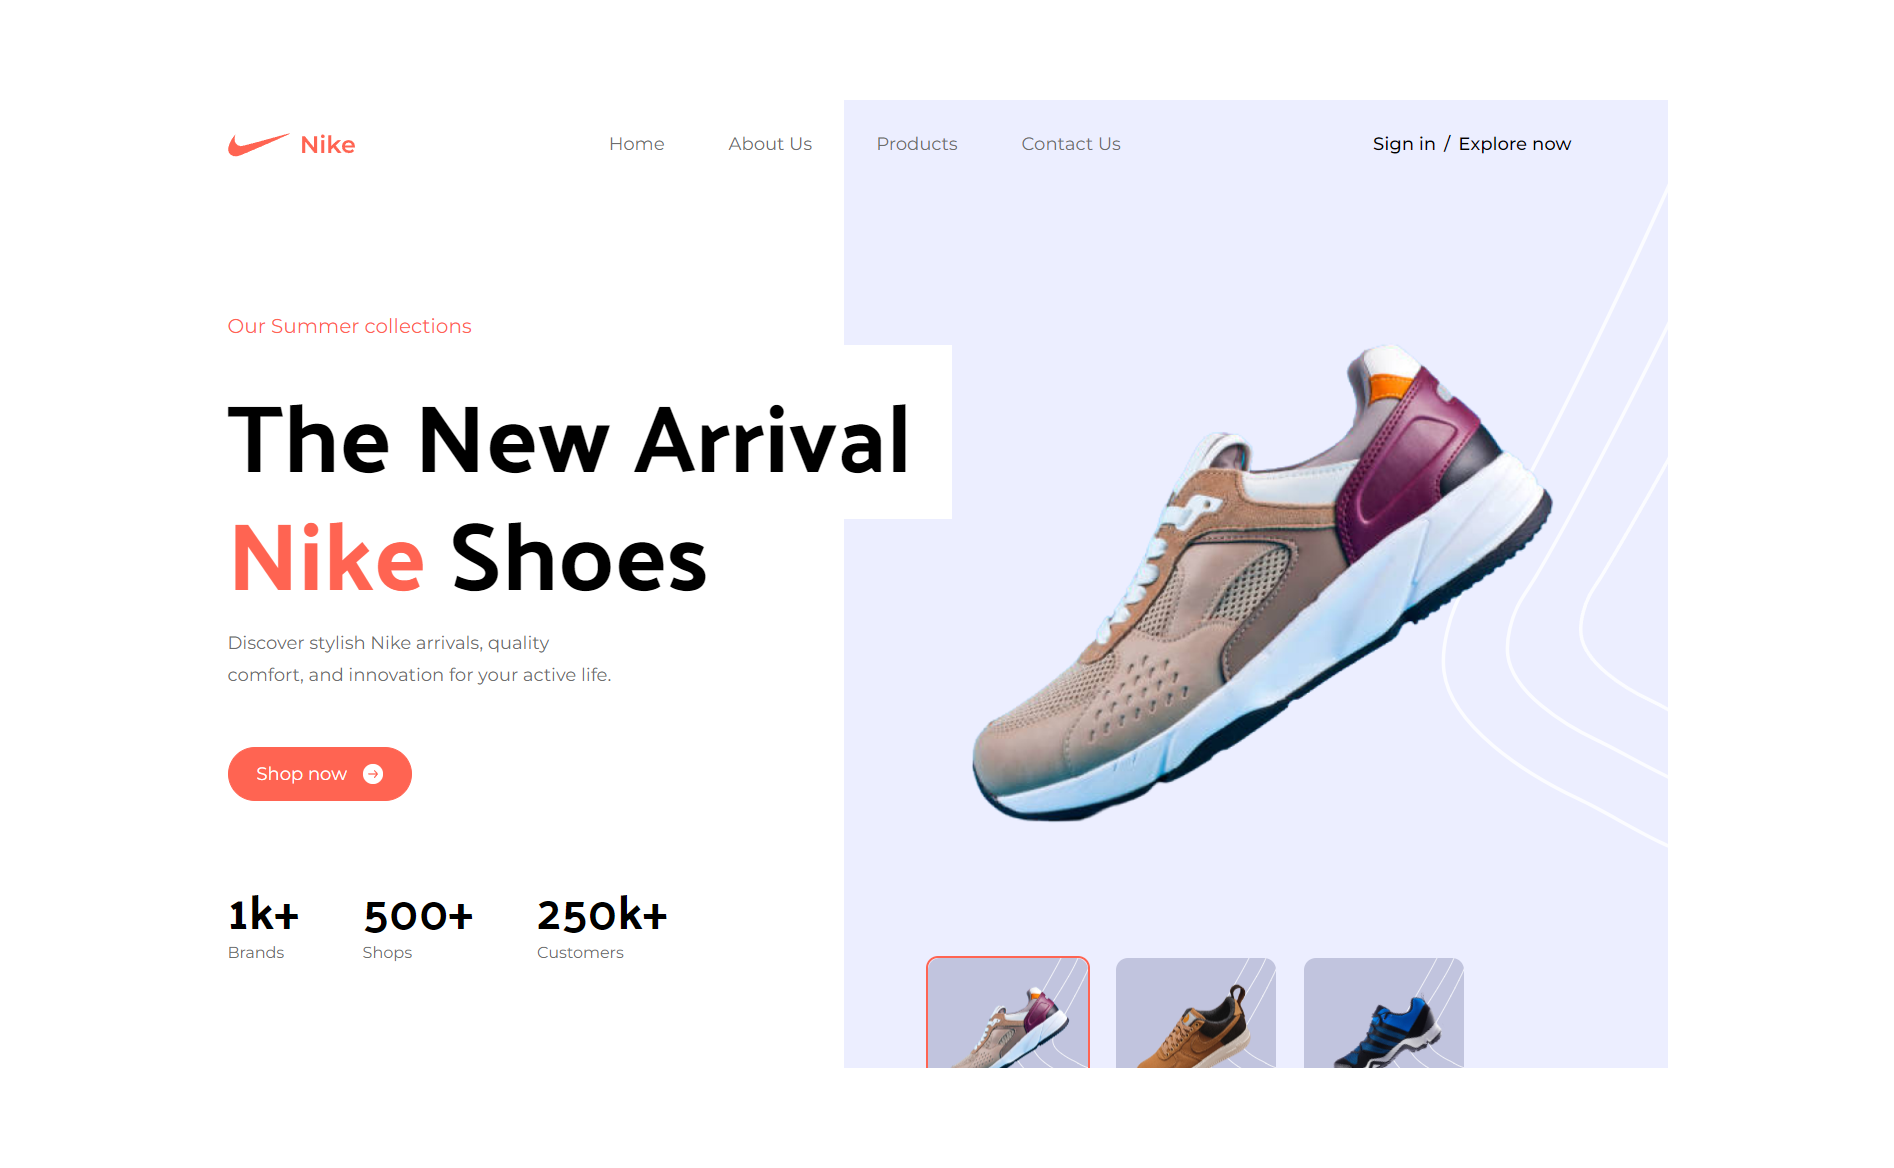 Nike
Home About Us Products Contact Us
Sign in / Explore now
Our Summer collections
The New Arrival
Nike Shoes
Discover stylish Nike arrivals, quality
comfort, and innovation for your active life.
Shop now
1k+ 500+ 250k+
Brands Shops Customers